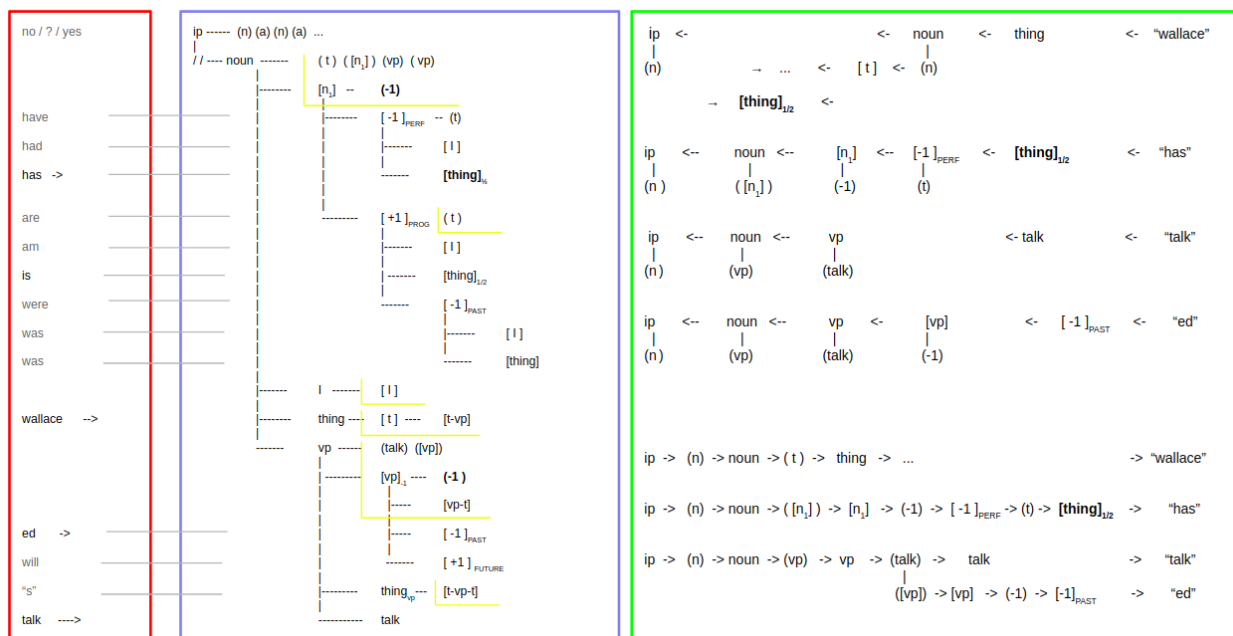 no / ? / yes
have
had
has ->
are
am
is
were
was
was
wallace -->
ed ->
will
“s”
talk ---->
ip ------ (n) (a) (n) (a) ...
/ / ---- noun ------- ( t ) ( [n1] ) (vp) ( vp)
[n1] -- (-1)
[ -1 ]PERF -- (t)
[ I ]
[thing]½
[ +1 ]PROG ( t )
[ I ]
[thing]1/2
[ -1 ]PAST
[ I ]
[thing]
I ------- [ I ]
thing ---- [ t ] ---- [t-vp]
vp ------ (talk) ([vp])
[vp]-1 ---- (-1 )
[vp-t]
[ -1 ]PAST
[ +1 ] FUTURE
thingvp--- [t-vp-t]
talk
ip <- <- noun <- thing <- “wallace”
(n) → ... <- [ t ] <- (n)
→ [thing]1/2 <-
ip <-- noun <-- [n1] <-- [-1 ]PERF <- [thing]1/2 <- “has”
(n ) ( [n1] ) (-1) (t)
ip <-- noun <-- vp <- talk <- “talk”
(n ) (vp) (talk)
ip <-- noun <-- vp <- [vp] <- [ -1 ]PAST <- “ed”
(n ) (vp) (talk) (-1)
ip -> (n) -> noun -> ( t ) -> thing -> ... -> “wallace”
ip -> (n) -> noun -> ( [n1] ) -> [n1] -> (-1) -> [ -1 ]PERF -> (t) -> [thing]1/2 -> “has”
ip -> (n) -> noun -> (vp) -> vp -> (talk) -> talk -> “talk”
([vp]) -> [vp] -> (-1) -> [-1]PAST -> “ed”